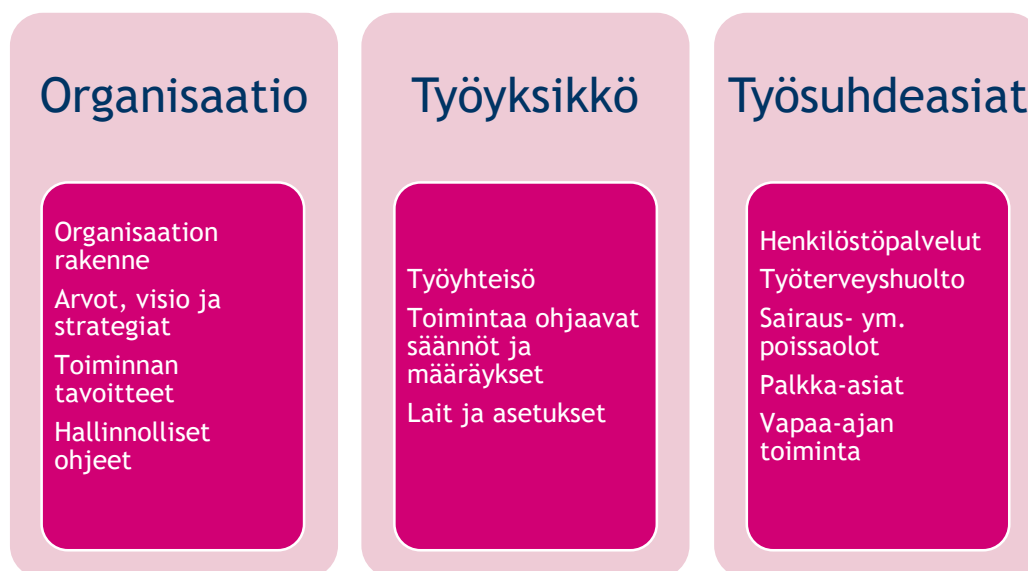 Organisaatio
Organisaation
rakenne
Arvot, visio ja
strategiat
Toiminnan
tavoitteet
Hallinnolliset
ohjeet
Työyksikkö
Työyhteisö
Toimintaa ohjaavat
säännöt ja
määräykset
Lait ja asetukset
Työsuhdeasiat
Henkilöstöpalvelut
Työterveyshuolto
Sairaus- ym.
poissaolot
Palkka-asiat
Vapaa-ajan
toiminta